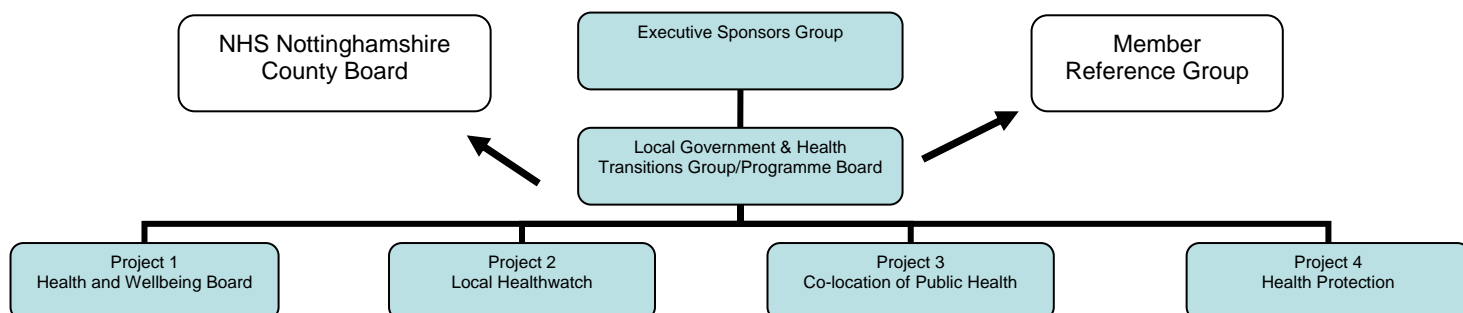 NHS Nottinghamshire
County Board
Executive Sponsors Group
Member
Reference Group
Local Government & Health
Transitions Group/Programme Board
Project 1
Health and Wellbeing Board
Project 2
Local Healthwatch
Project 3
Co-location of Public Health
Project 4
Health Protection